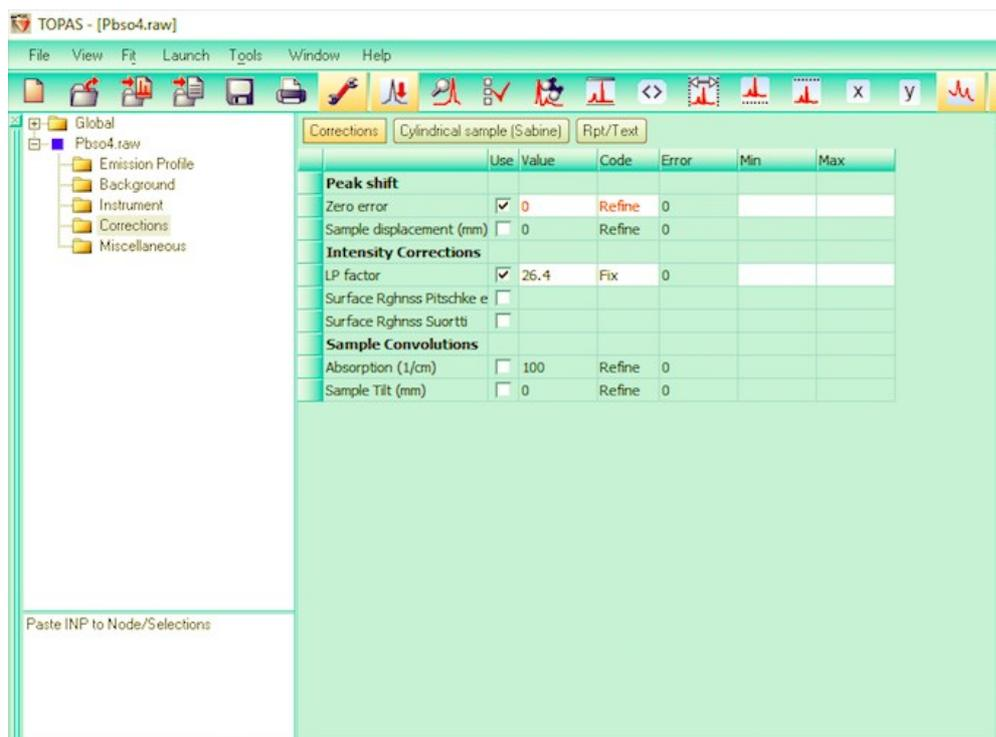 TOPAS - [Pbso4.raw]
File View Fit Launch Tools Window Help
<> x y
Global
Pbso4.raw
Emission Profile
Background
Instrument
Corrections
Miscellaneous
Paste INP to Node/Selections
Corrections Cylindrical sample (Sabine) Rpt/Text
Use Value Code Error Min Max
Peak shift
Zero error 0 Refine 0
Sample displacement (mm) 0 Refine 0
Intensity Corrections
LP factor 26.4 Fix 0
Surface Rghnss Pitschke e
Surface Rghnss Suortti
Sample Convolutions
Absorption (1/cm) 100 Refine 0
Sample Tilt (mm) 0 Refine 0